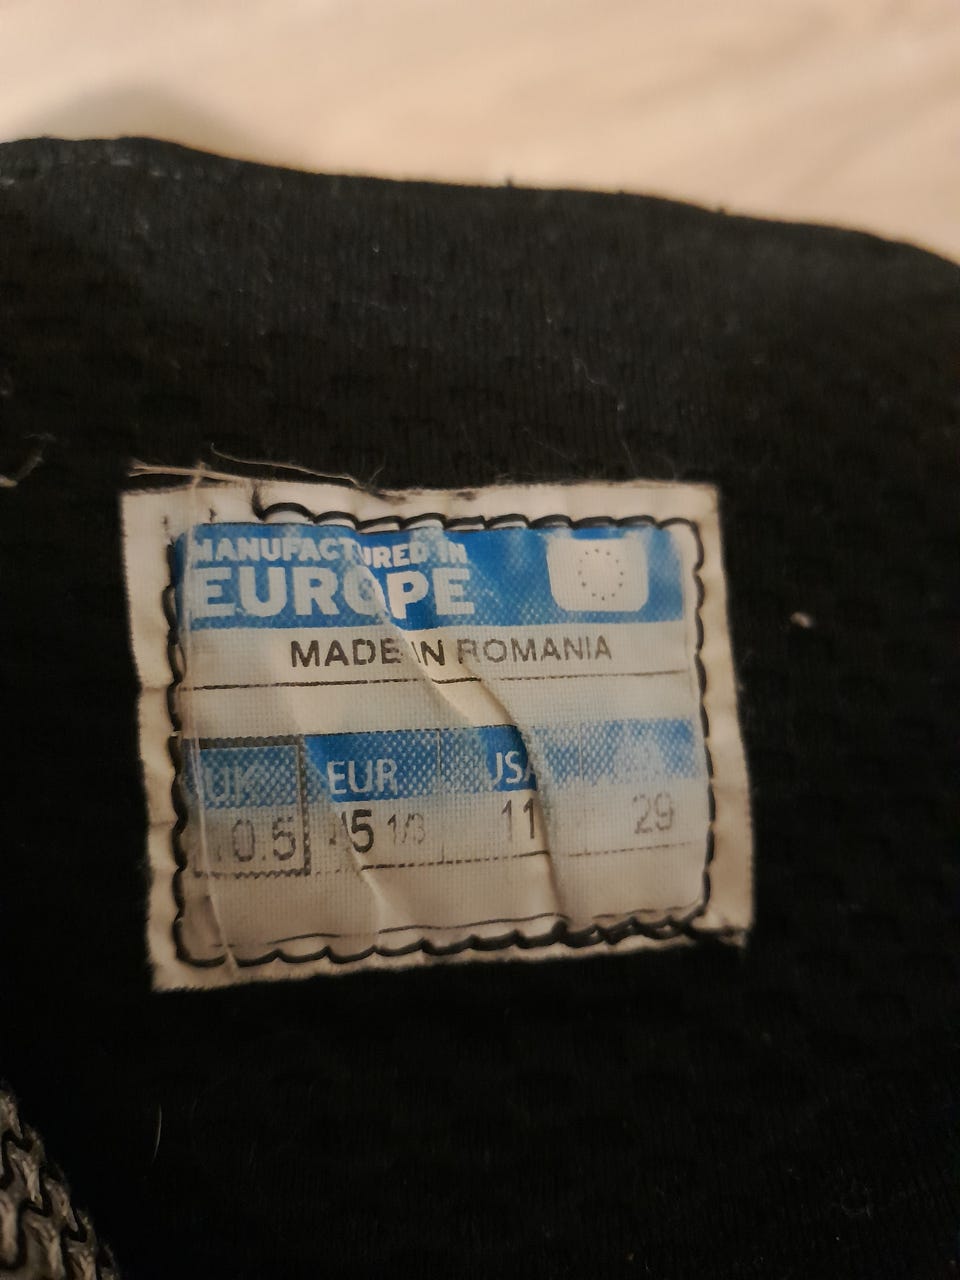 MANUFACTURED IN
EUROPE
MADE IN ROMANIA
UK EUR USA
10.5 45 1/3 11 29